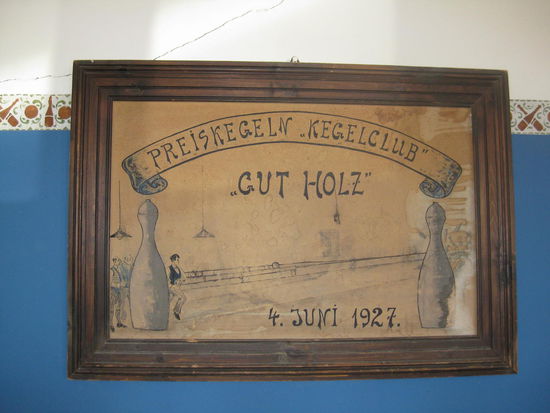 PREISKEGELN „KEGELCLUB"
„GUT HOLZ"
4. JUNI 1927.